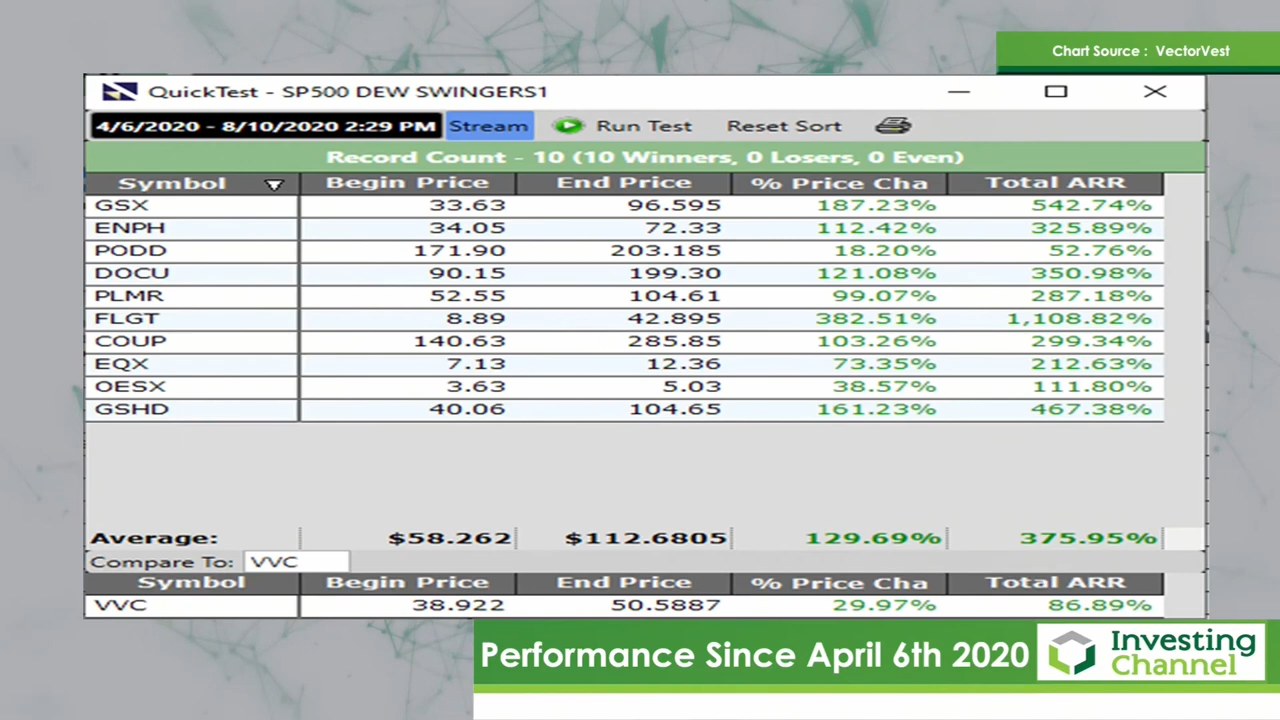 Chart Source : VectorVest
QuickTest - SP500 DEW SWINGERS1
4/6/2020 - 8/10/2020 2:29 PM Stream Run Test Reset Sort
Record Count - 10 (10 Winners, 0 Losers, 0 Even)
Symbol Begin Price End Price % Price Cha Total ARR
GSX 33.63 96.595 187.23% 542.74%
ENPH 34.05 72.33 112.42% 325.89%
PODD 171.90 203.185 18.20% 52.76%
DOCU 90.15 199.30 121.08% 350.98%
PLMR 52.55 104.61 99.07% 287.18%
FLGT 8.89 42.895 382.51% 1,108.82%
COUP 140.63 285.85 103.26% 299.34%
EQX 7.13 12.36 73.35% 212.63%
OESX 3.63 5.03 38.57% 111.80%
GSHD 40.06 104.65 161.23% 467.38%
Average: $58.262 $112.6805 129.69% 375.95%
Compare To: VVC
Symbol Begin Price End Price % Price Cha Total ARR
VVC 38.922 50.5887 29.97% 86.89%
Performance Since April 6th 2020
Investing
Channel